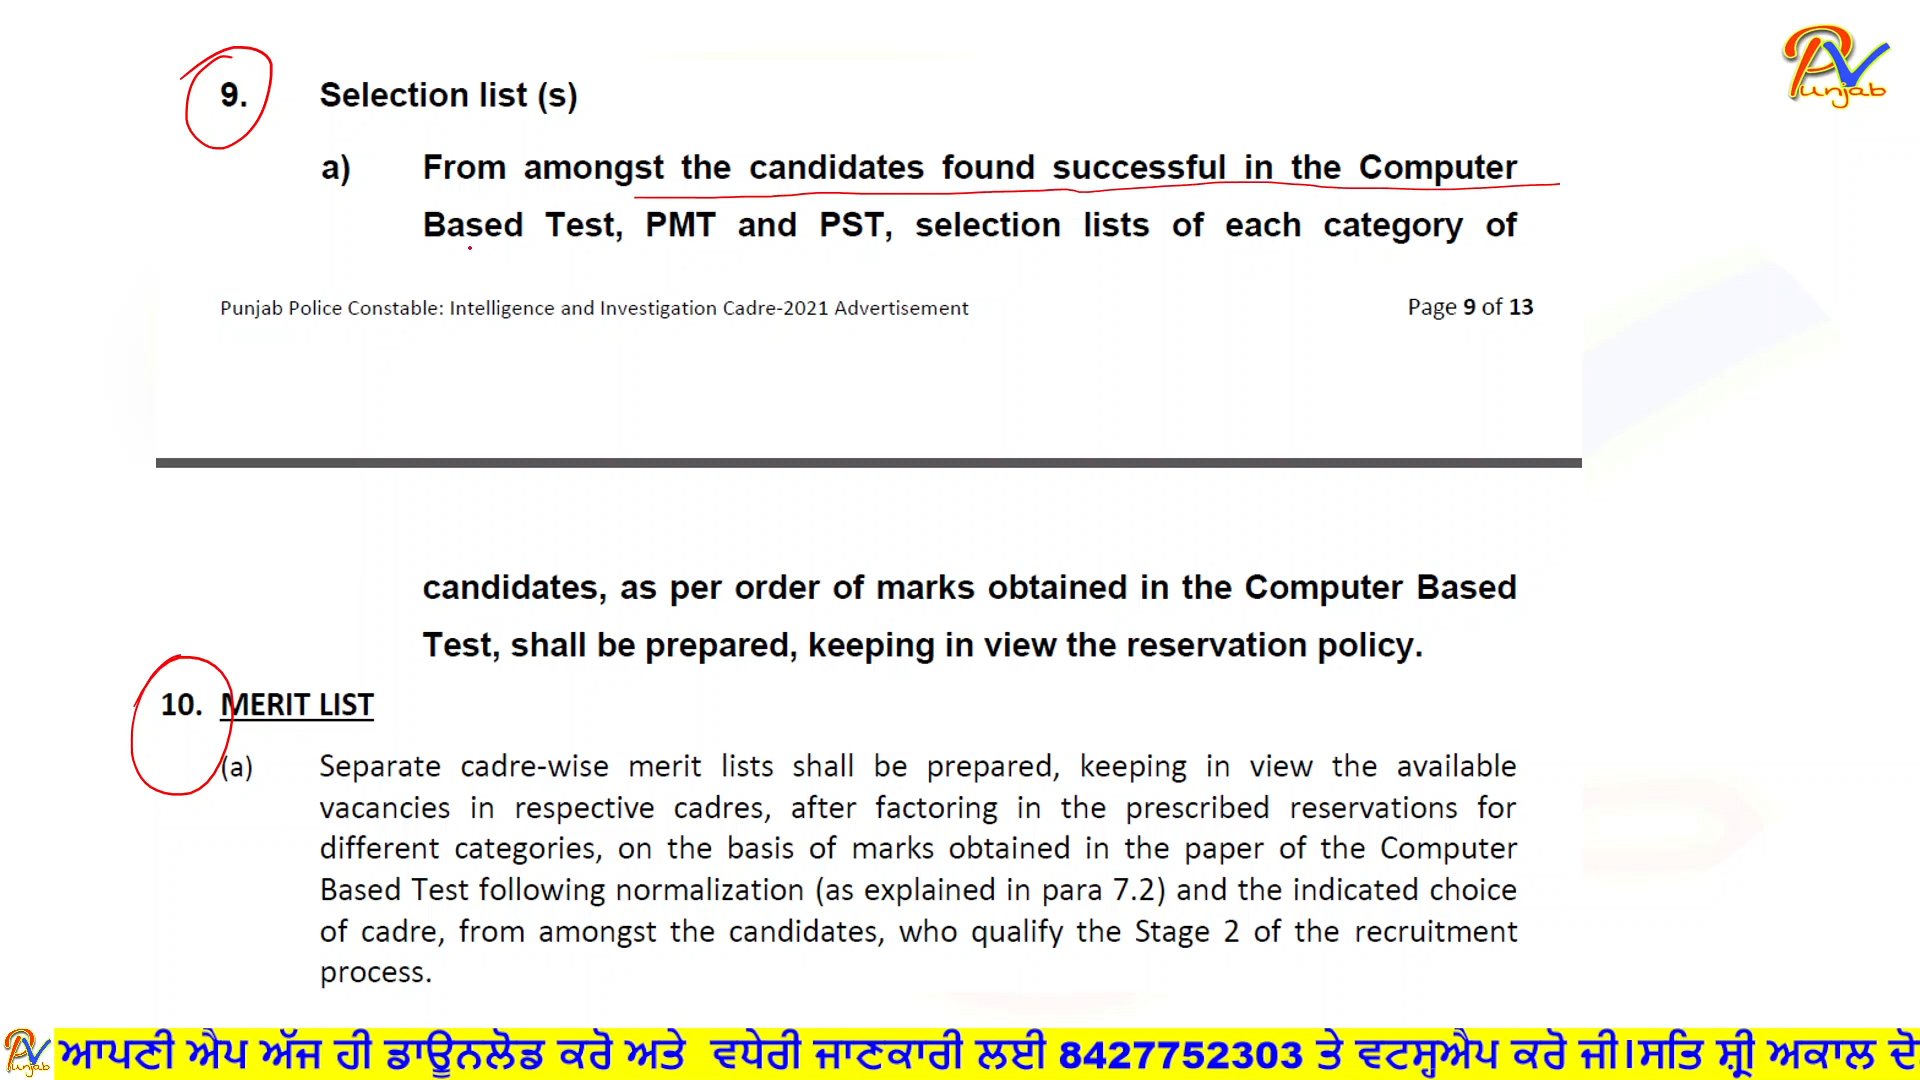 PV
Punjab
9. Selection list (s)
a) From amongst the candidates found successful in the Computer
Based Test, PMT and PST, selection lists of each category of
Punjab Police Constable: Intelligence and Investigation Cadre-2021 Advertisement Page 9 of 13
candidates, as per order of marks obtained in the Computer Based
Test, shall be prepared, keeping in view the reservation policy.
10. MERIT LIST
(a) Separate cadre-wise merit lists shall be prepared, keeping in view the available
vacancies in respective cadres, after factoring in the prescribed reservations for
different categories, on the basis of marks obtained in the paper of the Computer
Based Test following normalization (as explained in para 7.2) and the indicated choice
of cadre, from amongst the candidates, who qualify the Stage 2 of the recruitment
process.
PV Punjab ਆਪਣੀ ਐਪ ਅੱਜ ਹੀ ਡਾਊਨਲੋਡ ਕਰੋ ਅਤੇ ਵਧੇਰੀ ਜਾਣਕਾਰੀ ਲਈ 8427752303 ਤੇ ਵਟਸ੍ਹਐਪ ਕਰੋ ਜੀ।ਸਤਿ ਸ਼੍ਰੀ ਅਕਾਲ ਦੋ